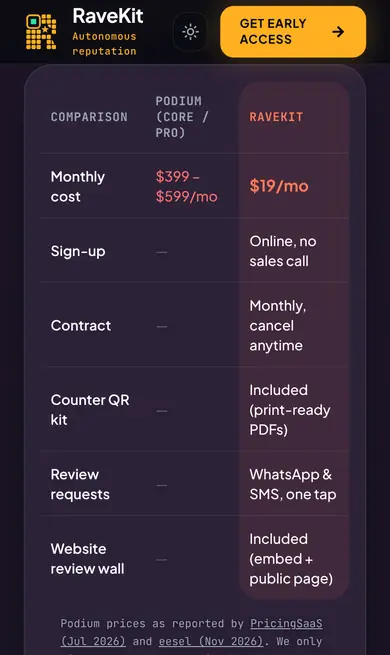 RaveKit
Autonomous
reputation
GET EARLY
ACCESS →
COMPARISON
PODIUM
(CORE /
PRO)
RAVEKIT
Monthly
cost
$399 –
$599/mo
$19/mo
Sign-up
—
Online, no
sales call
Contract
—
Monthly,
cancel
anytime
Counter QR
kit
—
Included
(print-ready
PDFs)
Review
requests
—
WhatsApp &
SMS, one tap
Website
review wall
—
Included
(embed +
public page)
Podium prices as reported by PricingSaaS
(Jul 2026) and eesel (Nov 2026). We only